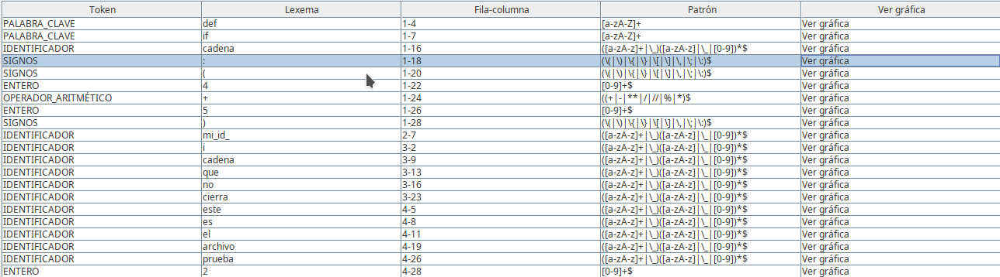 Token Lexema Fila-columna Patrón Ver gráfica
PALABRA_CLAVE def 1-4 [a-zA-Z]+ Ver gráfica
PALABRA_CLAVE if 1-7 [a-zA-Z]+ Ver gráfica
IDENTIFICADOR cadena 1-16 ([a-zA-z]+|\_)([a-zA-z]|\_|[0-9])*$ Ver gráfica
SIGNOS : 1-18 (\(|\)|\{|\}|\[|\]|\,|\;|\:)$ Ver gráfica
SIGNOS ( 1-20 (\(|\)|\{|\}|\[|\]|\,|\;|\:)$ Ver gráfica
ENTERO 4 1-22 [0-9]+$ Ver gráfica
OPERADOR_ARITMÉTICO + 1-24 ((+|-|**|/|//|%|*)$ Ver gráfica
ENTERO 5 1-26 [0-9]+$ Ver gráfica
SIGNOS ) 1-28 (\(|\)|\{|\}|\[|\]|\,|\;|\:)$ Ver gráfica
IDENTIFICADOR mi_id_ 2-7 ([a-zA-z]+|\_)([a-zA-z]|\_|[0-9])*$ Ver gráfica
IDENTIFICADOR i 3-2 ([a-zA-z]+|\_)([a-zA-z]|\_|[0-9])*$ Ver gráfica
IDENTIFICADOR cadena 3-9 ([a-zA-z]+|\_)([a-zA-z]|\_|[0-9])*$ Ver gráfica
IDENTIFICADOR que 3-13 ([a-zA-z]+|\_)([a-zA-z]|\_|[0-9])*$ Ver gráfica
IDENTIFICADOR no 3-16 ([a-zA-z]+|\_)([a-zA-z]|\_|[0-9])*$ Ver gráfica
IDENTIFICADOR cierra 3-23 ([a-zA-z]+|\_)([a-zA-z]|\_|[0-9])*$ Ver gráfica
IDENTIFICADOR este 4-5 ([a-zA-z]+|\_)([a-zA-z]|\_|[0-9])*$ Ver gráfica
IDENTIFICADOR es 4-8 ([a-zA-z]+|\_)([a-zA-z]|\_|[0-9])*$ Ver gráfica
IDENTIFICADOR el 4-11 ([a-zA-z]+|\_)([a-zA-z]|\_|[0-9])*$ Ver gráfica
IDENTIFICADOR archivo 4-19 ([a-zA-z]+|\_)([a-zA-z]|\_|[0-9])*$ Ver gráfica
IDENTIFICADOR prueba 4-26 ([a-zA-z]+|\_)([a-zA-z]|\_|[0-9])*$ Ver gráfica
ENTERO 2 4-28 [0-9]+$ Ver gráfica